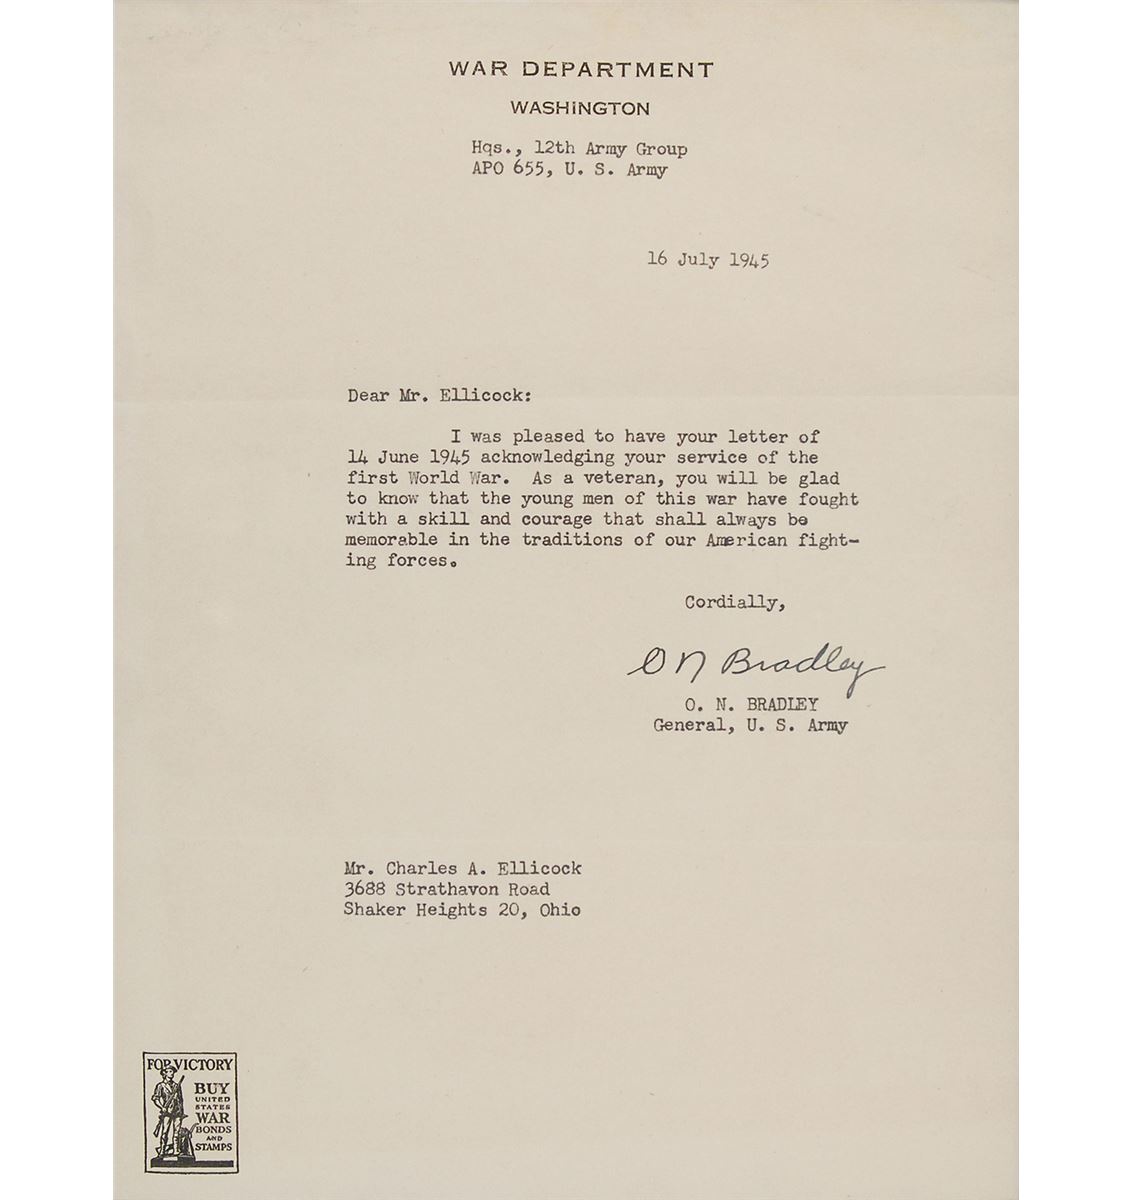 WAR DEPARTMENT
WASHINGTON
Hqs., 12th Army Group
APO 655, U. S. Army
16 July 1945
Dear Mr. Ellicock:
I was pleased to have your letter of
14 June 1945 acknowledging your service of the
first World War. As a veteran, you will be glad
to know that the young men of this war have fought
with a skill and courage that shall always be
memorable in the traditions of our American fight-
ing forces.
Cordially,
O N Bradley
O. N. BRADLEY
General, U. S. Army
Mr. Charles A. Ellicock
3688 Strathavon Road
Shaker Heights 20, Ohio
FOR VICTORY
BUY
UNITED
STATES
WAR
BONDS
AND
STAMPS